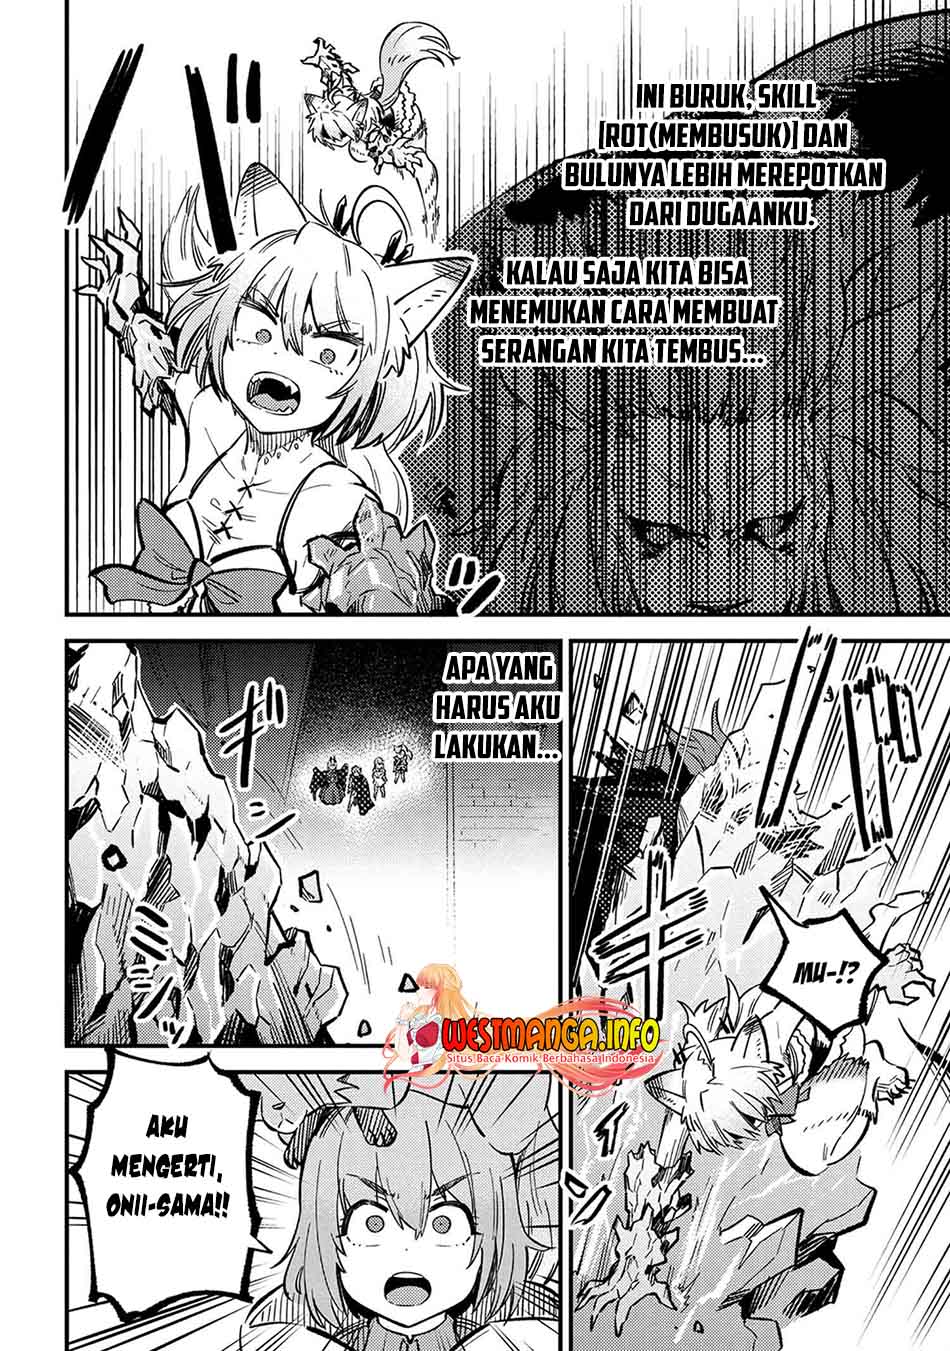 INI BURUK, SKILL
[ROT(MEMBUSUK)] DAN
BULUNYA LEBIH MEREPOTKAN
DARI DUGAANKU.
KALAU SAJA KITA BISA
MENEMUKAN CARA MEMBUAT
SERANGAN KITA TEMBUS...
APA YANG
HARUS AKU
LAKUKAN...
MU-!?
WESTMANGA.INFO
Situs Baca Komik Berbahasa Indonesia
AKU
MENGERTI,
ONII-SAMA!!